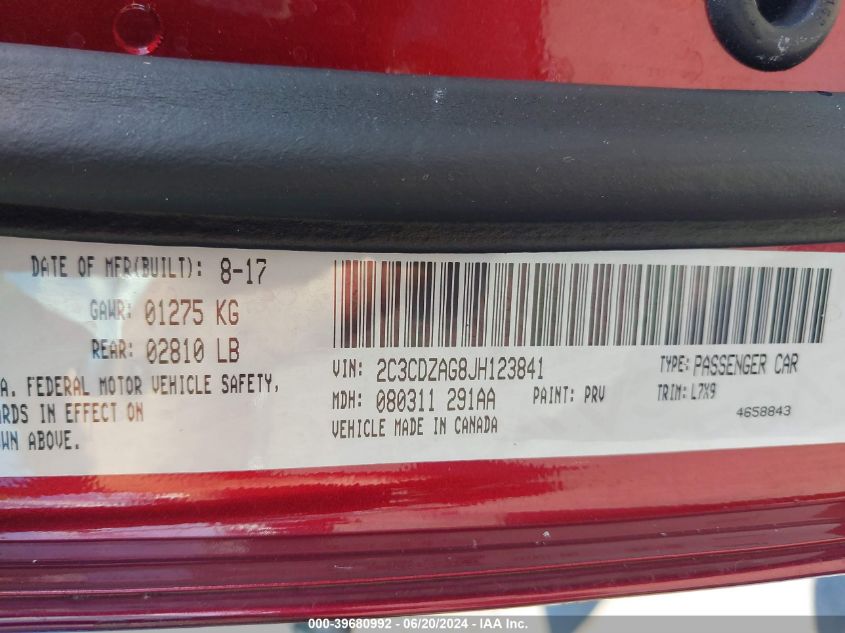 DATE OF MFR(BUILT): 8-17
GAWR: 01275 KG
REAR: 02810 LB
A. FEDERAL MOTOR VEHICLE SAFETY,
ARDS IN EFFECT ON
WN ABOVE.
VIN: 2C3CDZAG8JH123841
TYPE: PASSENGER CAR
MDH: 080311 291AA
PAINT: PRV
TRIM: L7X9
VEHICLE MADE IN CANADA
4658843
000-39680992 - 06/20/2024 - IAA Inc.